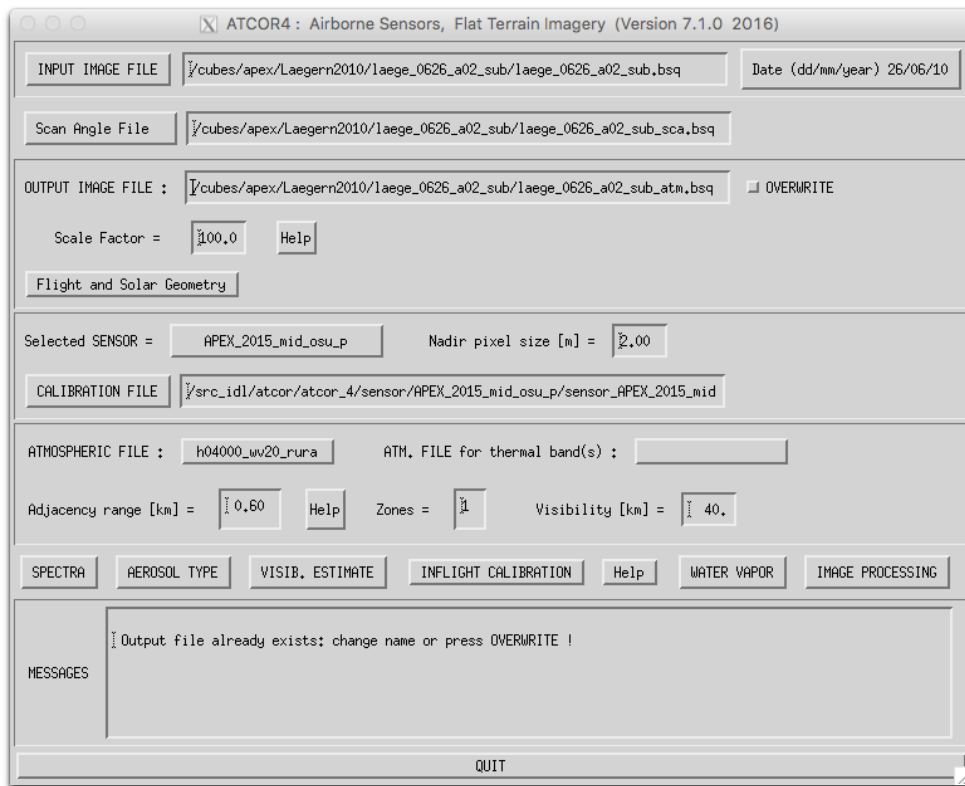 ATCOR4 : Airborne Sensors, Flat Terrain Imagery (Version 7.1.0 2016)
INPUT IMAGE FILE /cubes/apex/Laegern2010/laege_0626_a02_sub/laege_0626_a02_sub.bsq Date (dd/mm/year) 26/06/10
Scan Angle File /cubes/apex/Laegern2010/laege_0626_a02_sub/laege_0626_a02_sub_sca.bsq
OUTPUT IMAGE FILE : /cubes/apex/Laegern2010/laege_0626_a02_sub/laege_0626_a02_sub_atm.bsq OVERWRITE
Scale Factor = 100.0 Help
Flight and Solar Geometry
Selected SENSOR = APEX_2015_mid_osu_p Nadir pixel size [m] = 2.00
CALIBRATION FILE /src_idl/atcor/atcor_4/sensor/APEX_2015_mid_osu_p/sensor_APEX_2015_mid
ATMOSPHERIC FILE : h04000_wv20_rura ATM. FILE for thermal band(s) :
Adjacency range [km] = 0.60 Help Zones = 1 Visibility [km] = 40.
SPECTRA AEROSOL TYPE VISIB. ESTIMATE INFLIGHT CALIBRATION Help WATER VAPOR IMAGE PROCESSING
Output file already exists: change name or press OVERWRITE !
MESSAGES
QUIT